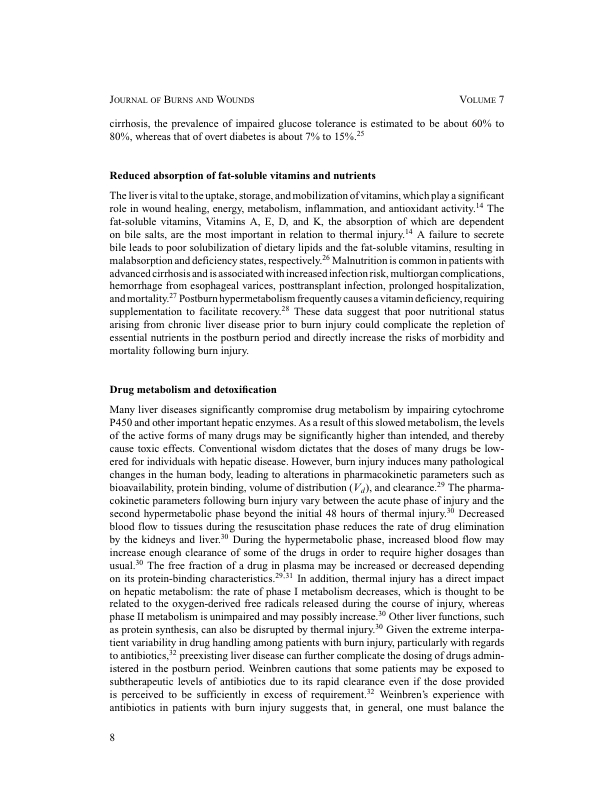 JOURNAL OF BURNS AND WOUNDS VOLUME 7
cirrhosis, the prevalence of impaired glucose tolerance is estimated to be about 60% to
80%, whereas that of overt diabetes is about 7% to 15%.25
Reduced absorption of fat-soluble vitamins and nutrients
The liver is vital to the uptake, storage, and mobilization of vitamins, which play a significant
role in wound healing, energy, metabolism, inflammation, and antioxidant activity.14 The
fat-soluble vitamins, Vitamins A, E, D, and K, the absorption of which are dependent
on bile salts, are the most important in relation to thermal injury.14 A failure to secrete
bile leads to poor solubilization of dietary lipids and the fat-soluble vitamins, resulting in
malabsorption and deficiency states, respectively.26 Malnutrition is common in patients with
advanced cirrhosis and is associated with increased infection risk, multiorgan complications,
hemorrhage from esophageal varices, posttransplant infection, prolonged hospitalization,
and mortality.27 Postburn hypermetabolism frequently causes a vitamin deficiency, requiring
supplementation to facilitate recovery.28 These data suggest that poor nutritional status
arising from chronic liver disease prior to burn injury could complicate the repletion of
essential nutrients in the postburn period and directly increase the risks of morbidity and
mortality following burn injury.
Drug metabolism and detoxification
Many liver diseases significantly compromise drug metabolism by impairing cytochrome
P450 and other important hepatic enzymes. As a result of this slowed metabolism, the levels
of the active forms of many drugs may be significantly higher than intended, and thereby
cause toxic effects. Conventional wisdom dictates that the doses of many drugs be low-
ered for individuals with hepatic disease. However, burn injury induces many pathological
changes in the human body, leading to alterations in pharmacokinetic parameters such as
bioavailability, protein binding, volume of distribution (Vd), and clearance.29 The pharma-
cokinetic parameters following burn injury vary between the acute phase of injury and the
second hypermetabolic phase beyond the initial 48 hours of thermal injury.30 Decreased
blood flow to tissues during the resuscitation phase reduces the rate of drug elimination
by the kidneys and liver.30 During the hypermetabolic phase, increased blood flow may
increase enough clearance of some of the drugs in order to require higher dosages than
usual.30 The free fraction of a drug in plasma may be increased or decreased depending
on its protein-binding characteristics.29,31 In addition, thermal injury has a direct impact
on hepatic metabolism: the rate of phase I metabolism decreases, which is thought to be
related to the oxygen-derived free radicals released during the course of injury, whereas
phase II metabolism is unimpaired and may possibly increase.30 Other liver functions, such
as protein synthesis, can also be disrupted by thermal injury.30 Given the extreme interpa-
tient variability in drug handling among patients with burn injury, particularly with regards
to antibiotics,32 preexisting liver disease can further complicate the dosing of drugs admin-
istered in the postburn period. Weinbren cautions that some patients may be exposed to
subtherapeutic levels of antibiotics due to its rapid clearance even if the dose provided
is perceived to be sufficiently in excess of requirement.32 Weinbren's experience with
antibiotics in patients with burn injury suggests that, in general, one must balance the
8